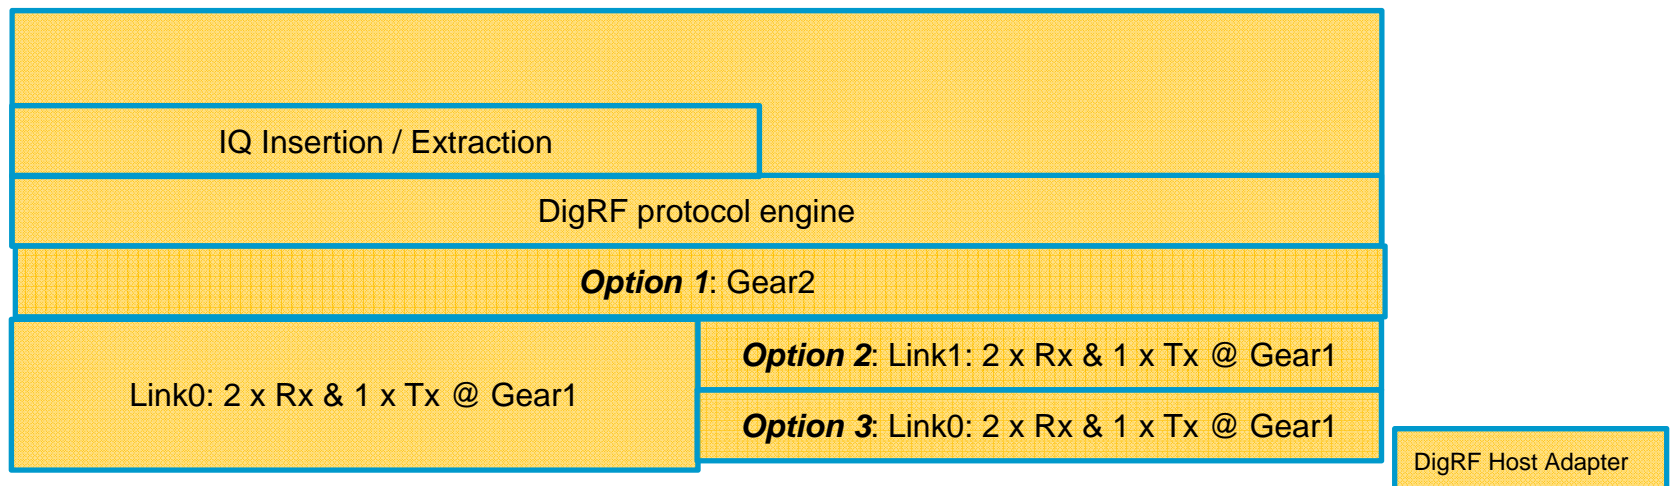 IQ Insertion / Extraction
DigRF protocol engine
Option 1: Gear2
Option 2: Link1: 2 x Rx & 1 x Tx @ Gear1
Link0: 2 x Rx & 1 x Tx @ Gear1
Option 3: Link0: 2 x Rx & 1 x Tx @ Gear1
DigRF Host Adapter